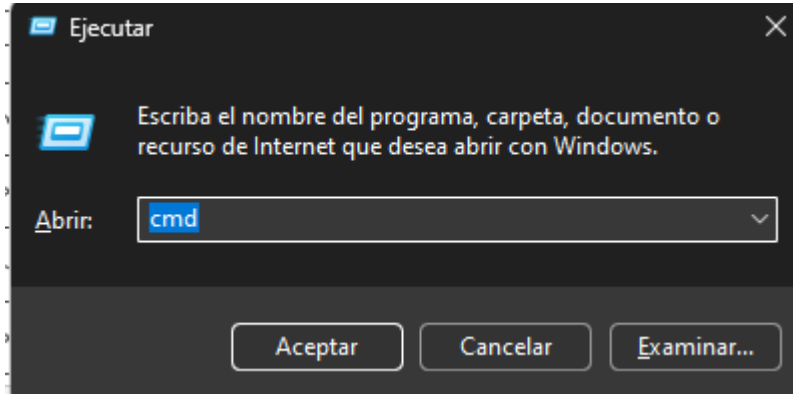 Ejecutar
Escriba el nombre del programa, carpeta, documento o
recurso de Internet que desea abrir con Windows.
Abrir: cmd
Aceptar Cancelar Examinar...